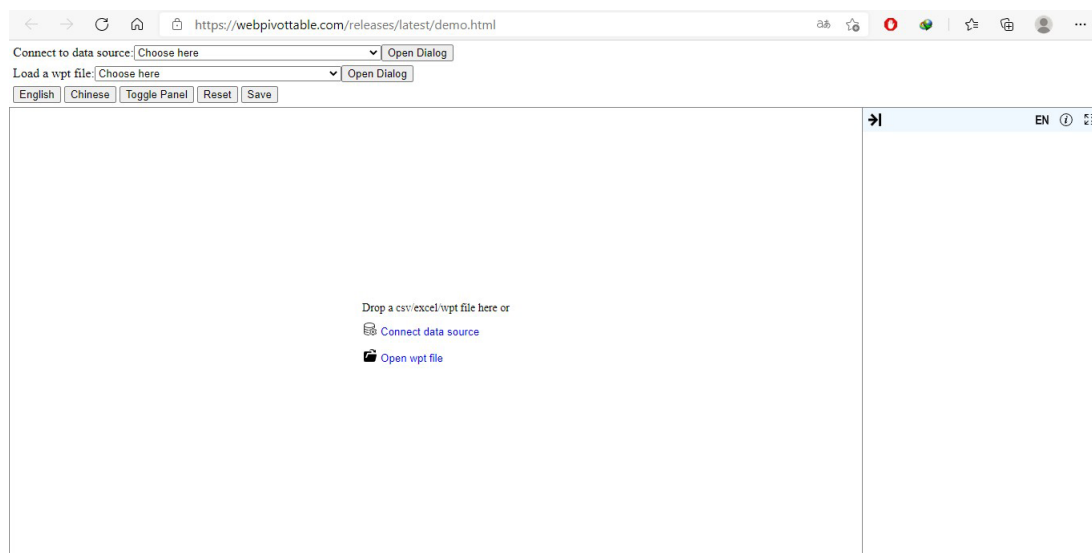 https://webpivottable.com/releases/latest/demo.html
Connect to data source: Choose here Open Dialog
Load a wpt file: Choose here Open Dialog
English Chinese Toggle Panel Reset Save
EN
Drop a csv/excel/wpt file here or
Connect data source
Open wpt file